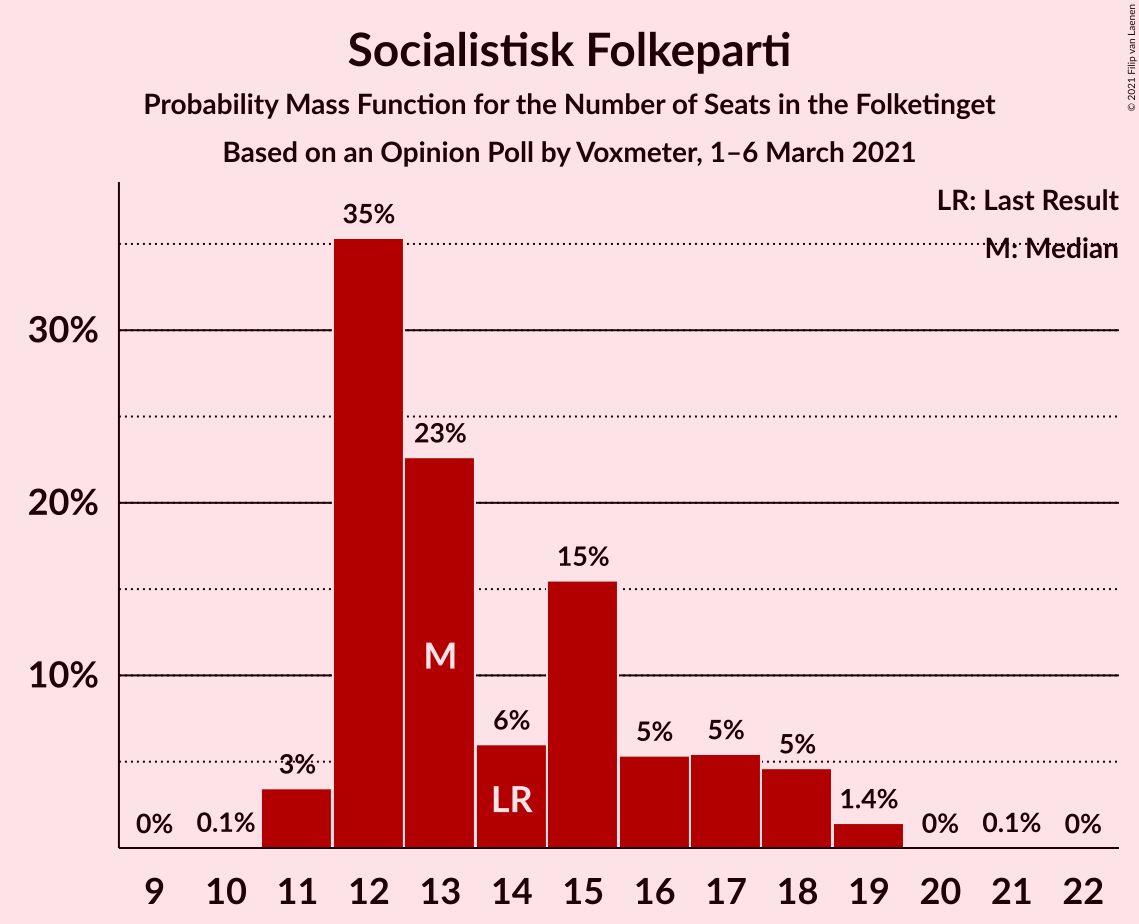 Socialistisk Folkeparti
Probability Mass Function for the Number of Seats in the Folketinget
Based on an Opinion Poll by Voxmeter, 1–6 March 2021
© 2021 Filip van Laenen
LR: Last Result
M: Median
35%
30%
23%
20%
15%
M
10%
6%
5%
5%
5%
3%
LR
1.4%
0%
0.1%
0%
0.1%
0%
9 10 11 12 13 14 15 16 17 18 19 20 21 22